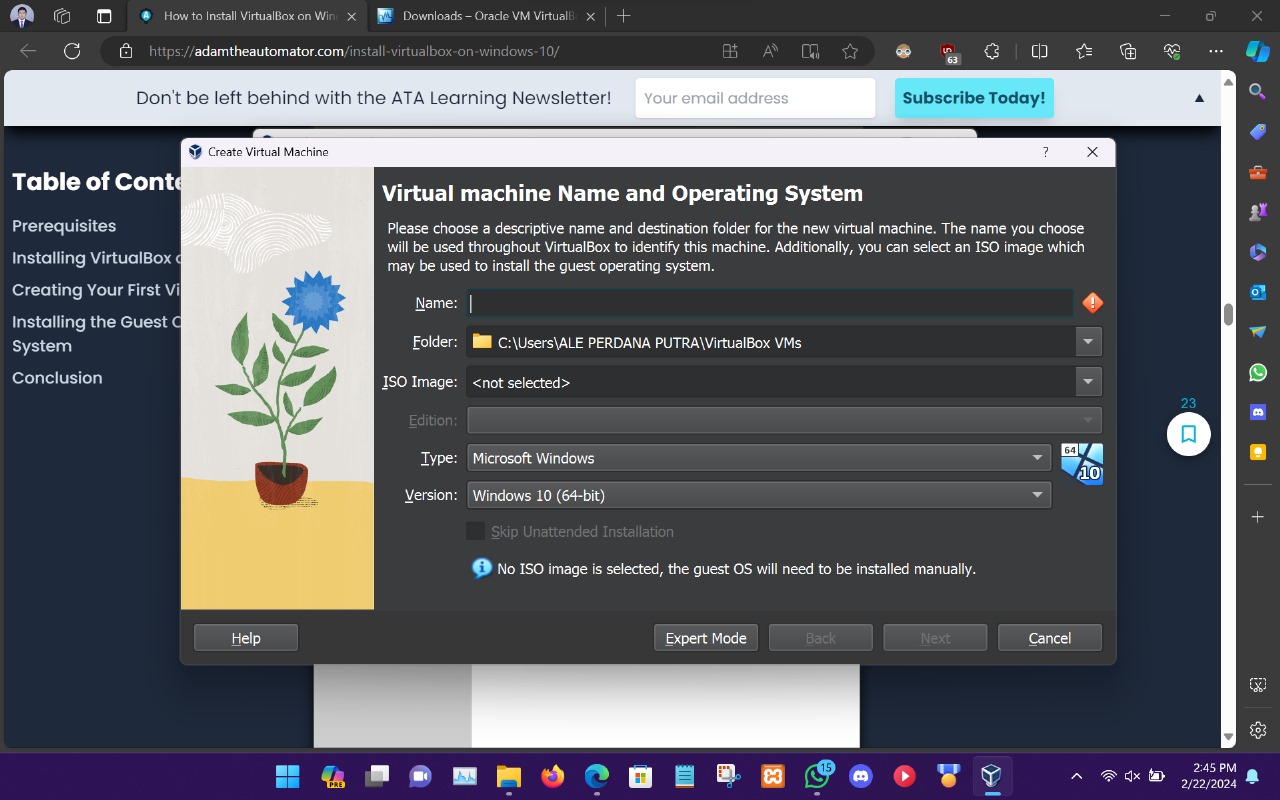 How to Install VirtualBox on Win
Downloads – Oracle VM VirtualB
https://adamtheautomator.com/install-virtualbox-on-windows-10/
63
Don't be left behind with the ATA Learning Newsletter!
Your email address
Subscribe Today!
Table of Conte
Prerequisites
Installing VirtualBox o
Creating Your First Vi
Installing the Guest O
System
Conclusion
Create Virtual Machine
?
Virtual machine Name and Operating System
Please choose a descriptive name and destination folder for the new virtual machine. The name you choose
will be used throughout VirtualBox to identify this machine. Additionally, you can select an ISO image which
may be used to install the guest operating system.
Name:
Folder:
C:\Users\ALE PERDANA PUTRA\VirtualBox VMs
ISO Image:
<not selected>
Edition:
Type:
Microsoft Windows
64
10
Version:
Windows 10 (64-bit)
Skip Unattended Installation
No ISO image is selected, the guest OS will need to be installed manually.
Help
Expert Mode
Back
Next
Cancel
23
PRE
15
2:45 PM
2/22/2024